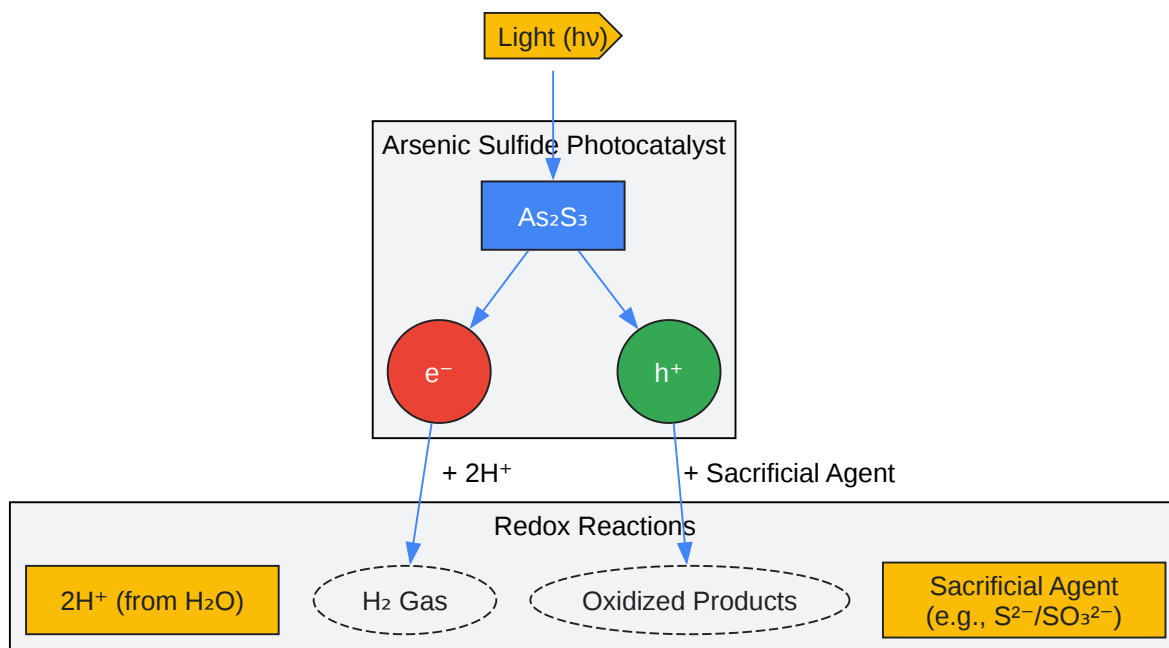 Light (hν)
Arsenic Sulfide Photocatalyst
As₂S₃
e⁻
h⁺
+ 2H⁺
+ Sacrificial Agent
Redox Reactions
2H⁺ (from H₂O)
H₂ Gas
Oxidized Products
Sacrificial Agent
(e.g., S²⁻/SO₃²⁻)